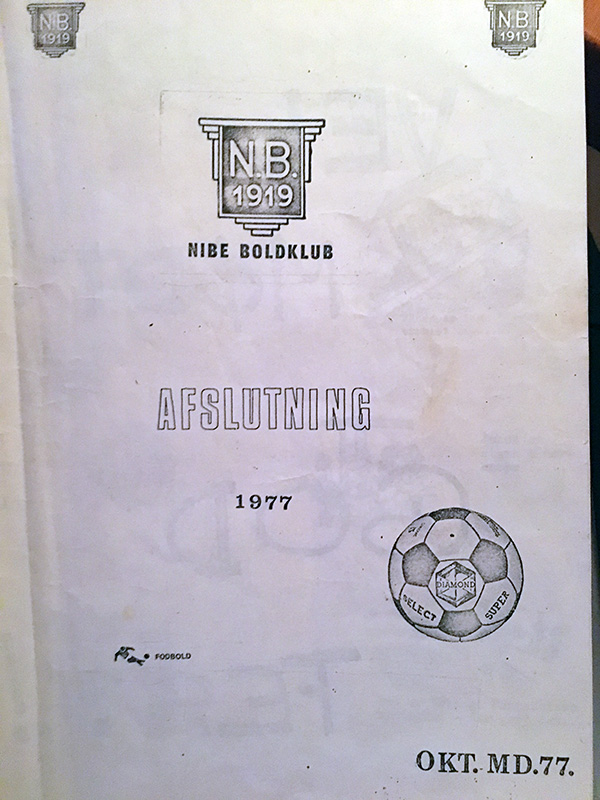 N.B.
1919
N.B.
1919
N.B.
1919
NIBE BOLDKLUB
AFSLUTNING
1977
DIAMOND
SELECT
SUPER
FODBOLD
OKT. MD.77.